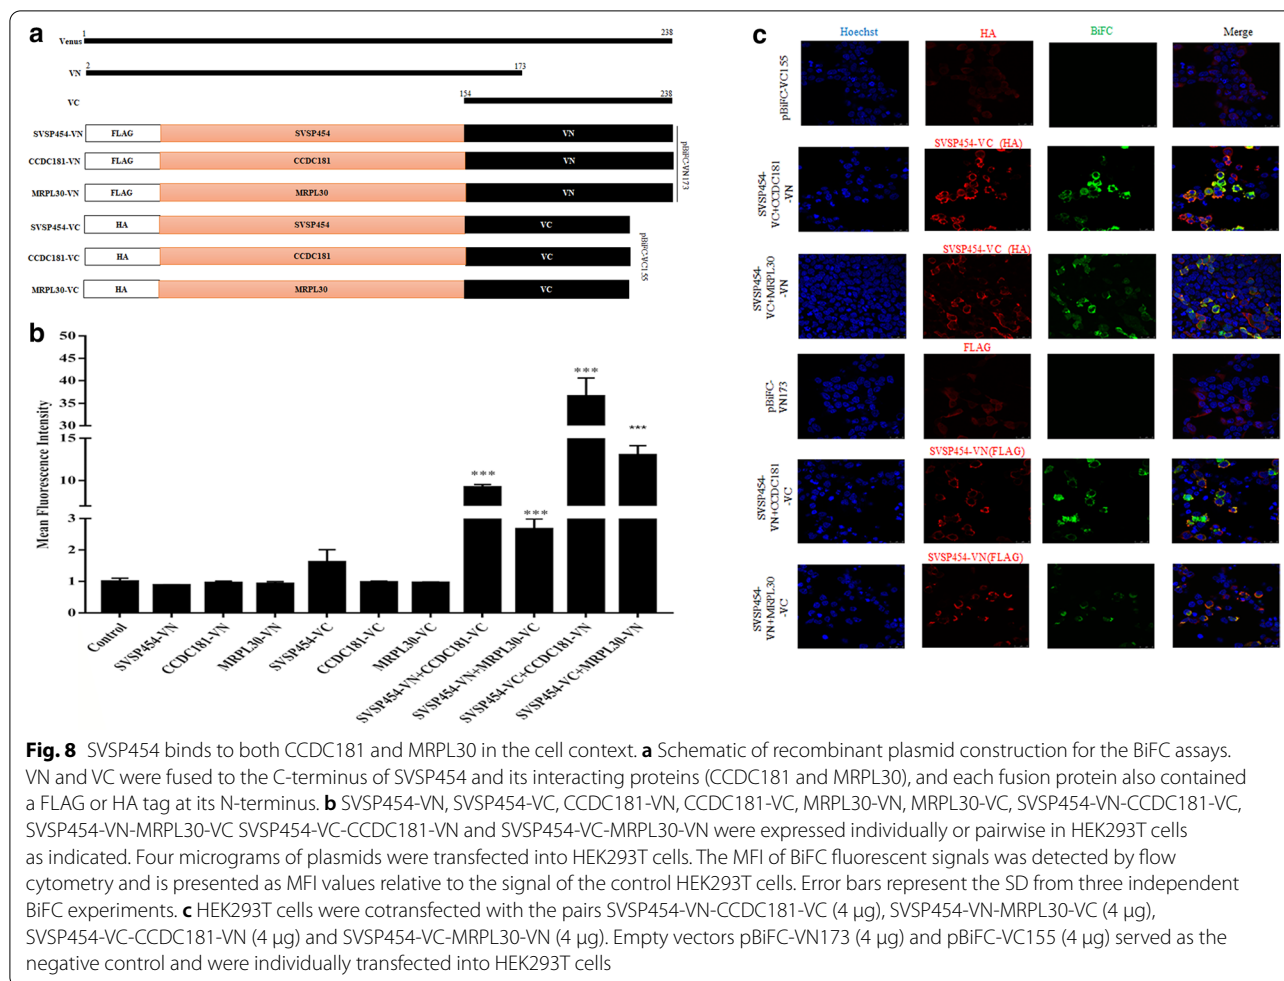 a
1
Venus
238
2
VN
173
154
VC
238
SVSP454-VN FLAG SVSP454 VN
CCDC181-VN FLAG CCDC181 VN
MRPL30-VN FLAG MRPL30 VN
pBiFC-VN173
SVSP454-VC HA SVSP454 VC
CCDC181-VC HA CCDC181 VC
MRPL30-VC HA MRPL30 VC
pBiFC-VC155
b
Mean Fluorescence Intensity
50
45
40
35
30
15
10
3
2
1
0
***
***
***
***
Control
SVSP454-VN
CCDC181-VN
MRPL30-VN
SVSP454-VC
CCDC181-VC
MRPL30-VC
SVSP454-VN+CCDC181-VC
SVSP454-VN+MRPL30-VC
SVSP454-VC+CCDC181-VN
SVSP454-VC+MRPL30-VN
c
Hoechst HA BiFC Merge
pBiFC-VC155
SVSP454-VC (HA)
SVSP454-
VC+CCDC181
-VN
SVSP454-VC (HA)
SVSP454-
VC+MRPL30
-VN
FLAG
pBiFC-
VN173
SVSP454-VN(FLAG)
SVSP454-
VN+CCDC181
-VC
SVSP454-VN(FLAG)
SVSP454-
VN+MRPL30
-VC
Fig. 8 SVSP454 binds to both CCDC181 and MRPL30 in the cell context. a Schematic of recombinant plasmid construction for the BiFC assays.
VN and VC were fused to the C-terminus of SVSP454 and its interacting proteins (CCDC181 and MRPL30), and each fusion protein also contained
a FLAG or HA tag at its N-terminus. b SVSP454-VN, SVSP454-VC, CCDC181-VN, CCDC181-VC, MRPL30-VN, MRPL30-VC, SVSP454-VN-CCDC181-VC,
SVSP454-VN-MRPL30-VC SVSP454-VC-CCDC181-VN and SVSP454-VC-MRPL30-VN were expressed individually or pairwise in HEK293T cells
as indicated. Four micrograms of plasmids were transfected into HEK293T cells. The MFI of BiFC fluorescent signals was detected by flow
cytometry and is presented as MFI values relative to the signal of the control HEK293T cells. Error bars represent the SD from three independent
BiFC experiments. c HEK293T cells were cotransfected with the pairs SVSP454-VN-CCDC181-VC (4 μg), SVSP454-VN-MRPL30-VC (4 μg),
SVSP454-VC-CCDC181-VN (4 μg) and SVSP454-VC-MRPL30-VN (4 μg). Empty vectors pBiFC-VN173 (4 μg) and pBiFC-VC155 (4 μg) served as the
negative control and were individually transfected into HEK293T cells